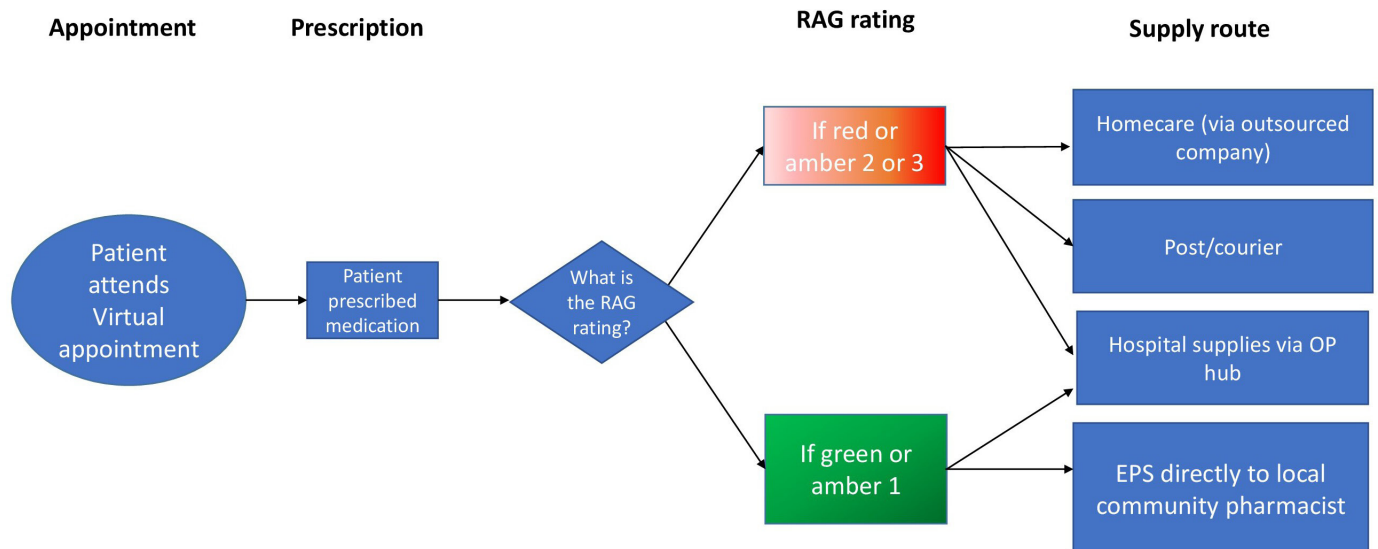 Appointment
Prescription
RAG rating
Supply route
Patient
attends
Virtual
appointment
Patient
prescribed
medication
What is
the RAG
rating?
If red or
amber 2 or 3
If green or
amber 1
Homecare (via outsourced
company)
Post/courier
Hospital supplies via OP
hub
EPS directly to local
community pharmacist